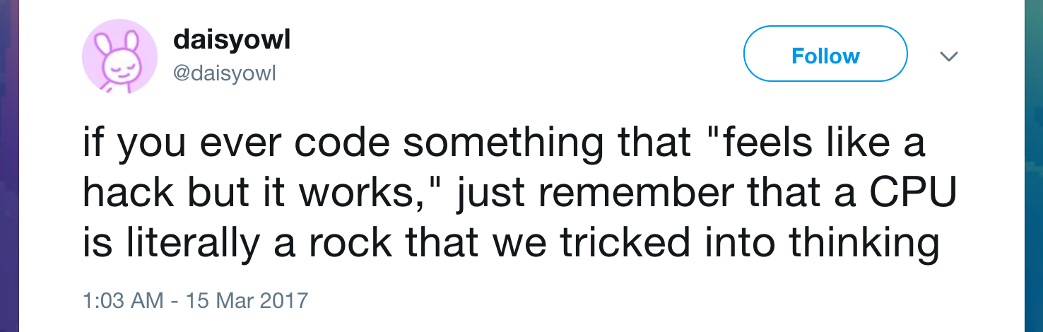 daisyowl
@daisyowl
Follow
if you ever code something that "feels like a
hack but it works," just remember that a CPU
is literally a rock that we tricked into thinking
1:03 AM - 15 Mar 2017